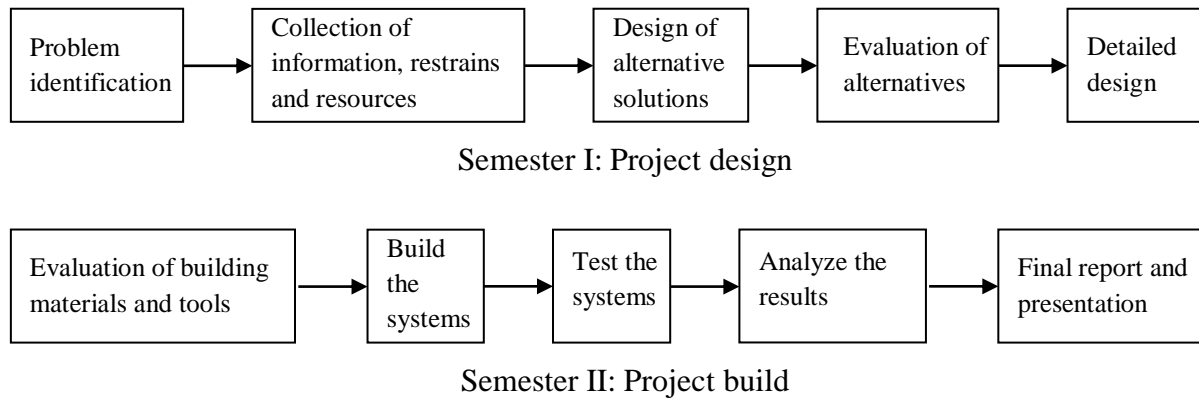 Problem
identification
Collection of
information, restrains
and resources
Design of
alternative
solutions
Evaluation of
alternatives
Detailed
design
Semester I: Project design
Evaluation of building
materials and tools
Build
the
systems
Test the
systems
Analyze the
results
Final report and
presentation
Semester II: Project build